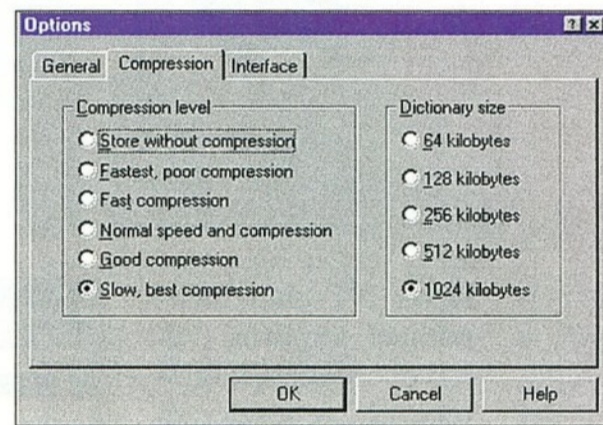 Options
General Compression Interface
Compression level
Store without compression
Fastest, poor compression
Fast compression
Normal speed and compression
Good compression
Slow, best compression
Dictionary size
64 kilobytes
128 kilobytes
256 kilobytes
512 kilobytes
1024 kilobytes
OK Cancel Help